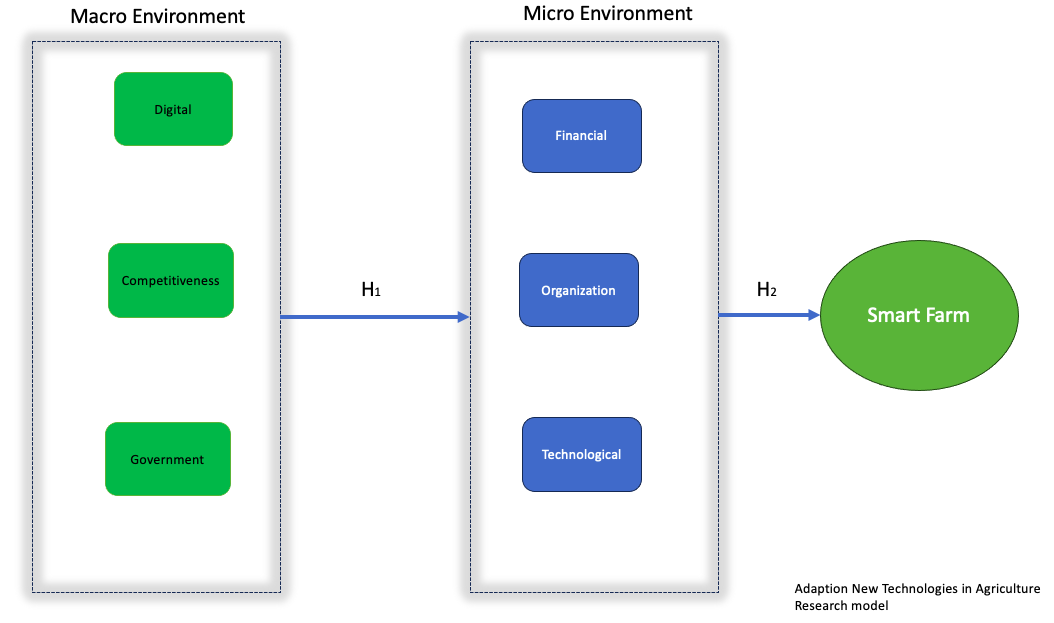 Macro Environment
Micro Environment
Digital
Financial
Competitiveness
Organization
H1
H2
Smart Farm
Government
Technological
Adaption New Technologies in Agriculture
Research model